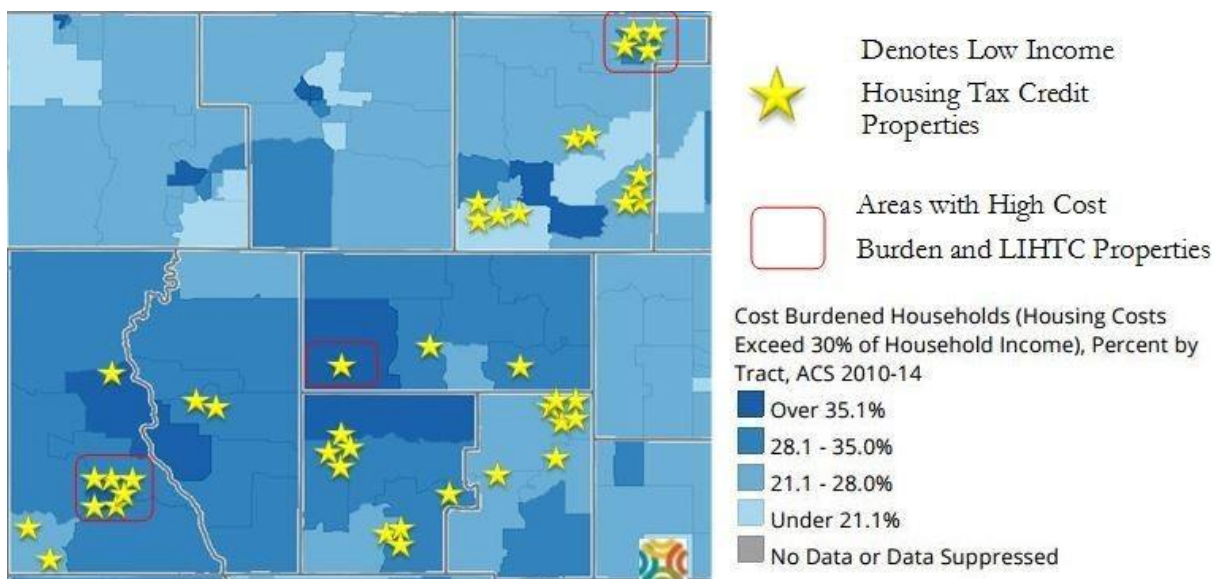 Denotes Low Income
Housing Tax Credit
Properties
Areas with High Cost
Burden and LIHTC Properties
Cost Burdened Households (Housing Costs
Exceed 30% of Household Income), Percent by
Tract, ACS 2010-14
Over 35.1%
28.1 - 35.0%
21.1 - 28.0%
Under 21.1%
No Data or Data Suppressed